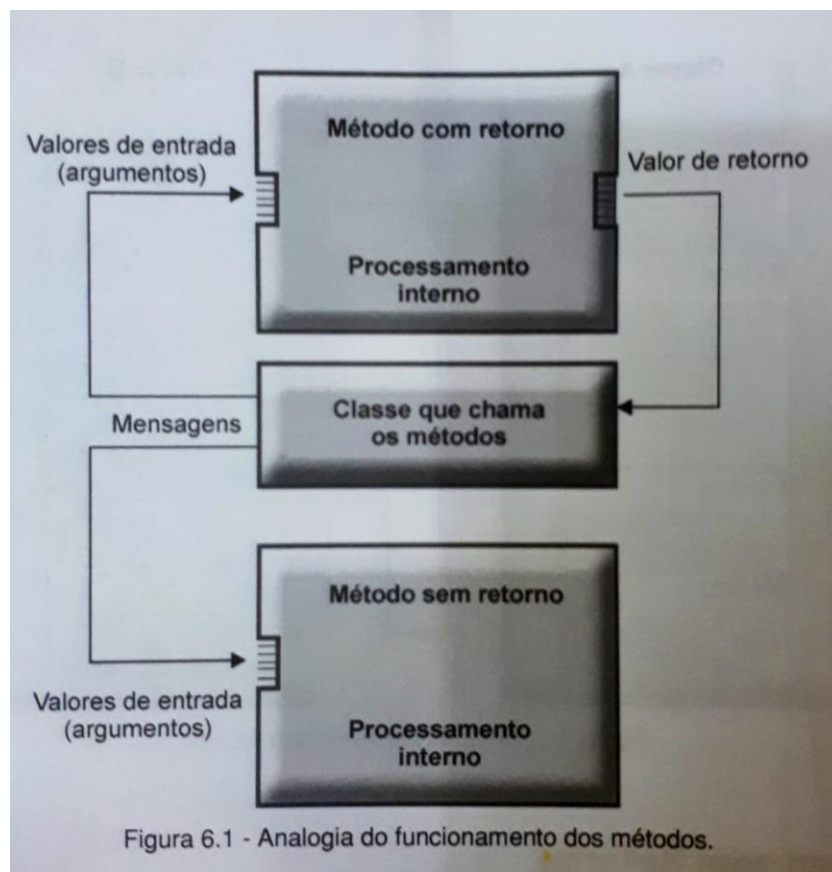 Método com retorno
Valores de entrada
(argumentos)
Valor de retorno
Processamento
interno
Classe que chama
os métodos
Mensagens
Método sem retorno
Valores de entrada
(argumentos)
Processamento
interno
Figura 6.1 - Analogia do funcionamento dos métodos.